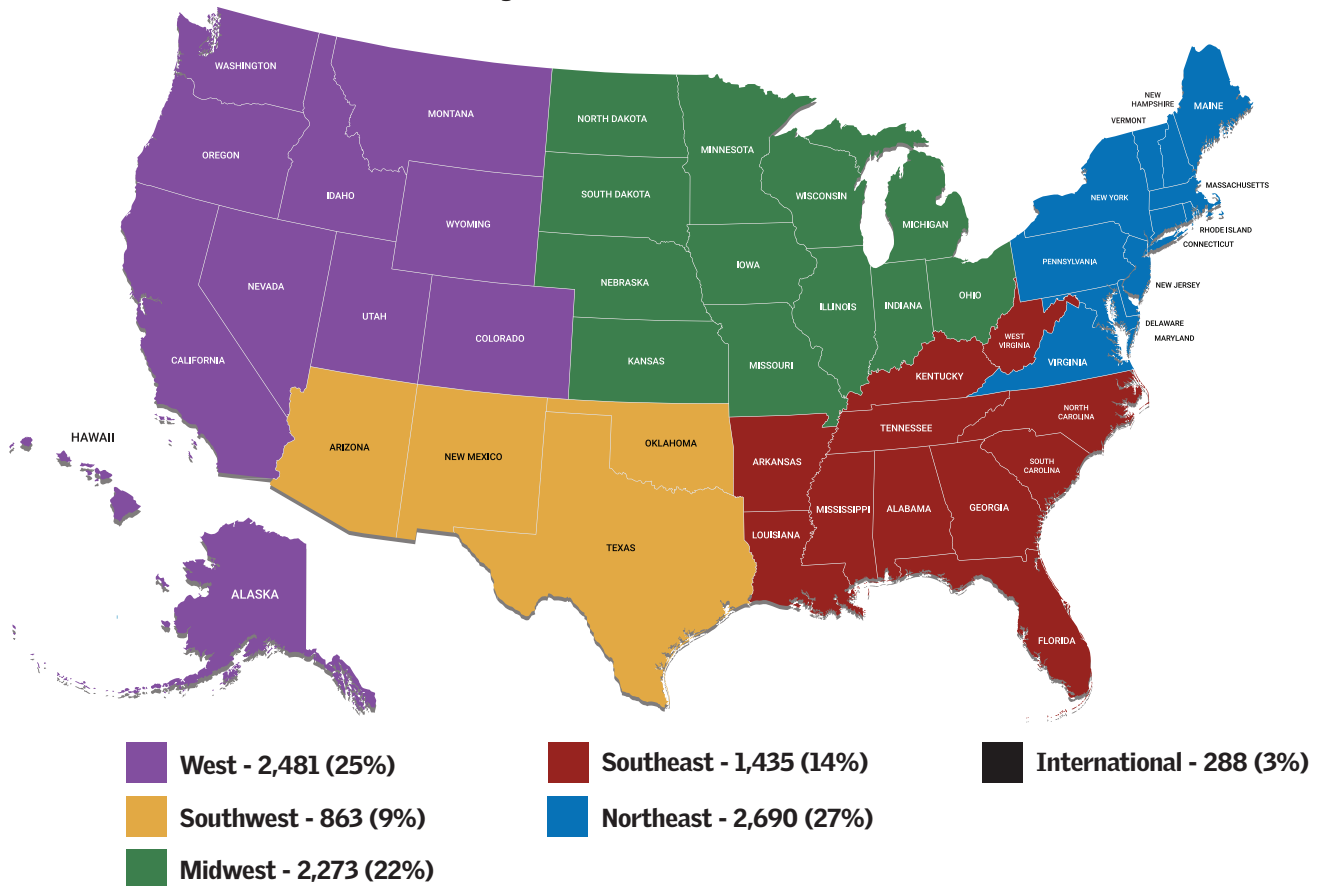 WASHINGTON
MONTANA
OREGON
IDAHO
WYOMING
NEVADA
UTAH
COLORADO
CALIFORNIA
HAWAII
ALASKA
NORTH DAKOTA
MINNESOTA
SOUTH DAKOTA
WISCONSIN
MICHIGAN
NEBRASKA
IOWA
ILLINOIS
INDIANA
OHIO
KANSAS
MISSOURI
NEW
HAMPSHIRE
MAINE
VERMONT
NEW YORK
MASSACHUSETTS
RHODE ISLAND
CONNECTICUT
PENNSYLVANIA
NEW JERSEY
DELAWARE
MARYLAND
WEST
VIRGINIA
VIRGINIA
KENTUCKY
NORTH
CAROLINA
TENNESSEE
SOUTH
CAROLINA
ARIZONA
NEW MEXICO
OKLAHOMA
TEXAS
ARKANSAS
LOUISIANA
MISSISSIPPI
ALABAMA
GEORGIA
FLORIDA
West - 2,481 (25%)
Southwest - 863 (9%)
Midwest - 2,273 (22%)
Southeast - 1,435 (14%)
Northeast - 2,690 (27%)
International - 288 (3%)